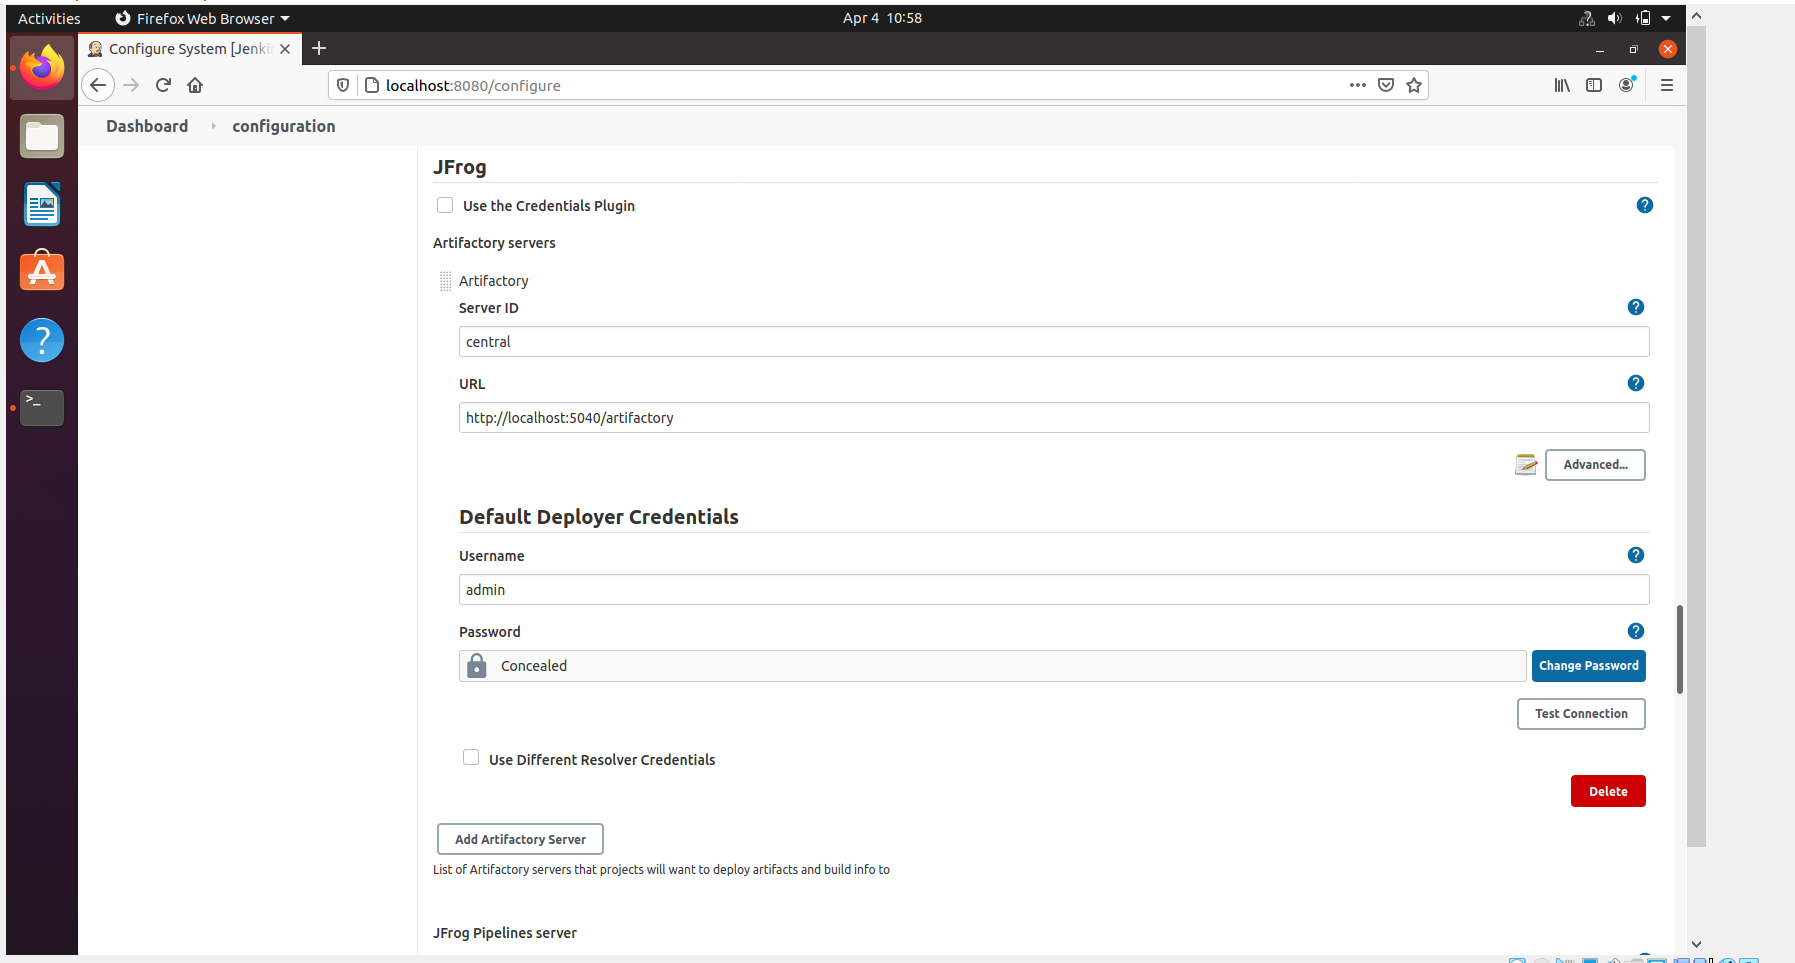 Activities
Firefox Web Browser
Apr 4 10:58
Configure System [Jenki
localhost:8080/configure
Dashboard
configuration
JFrog
Use the Credentials Plugin
Artifactory servers
Artifactory
Server ID
central
URL
http://localhost:5040/artifactory
Advanced...
Default Deployer Credentials
Username
admin
Password
Concealed
Change Password
Test Connection
Use Different Resolver Credentials
Delete
Add Artifactory Server
List of Artifactory servers that projects will want to deploy artifacts and build info to
JFrog Pipelines server